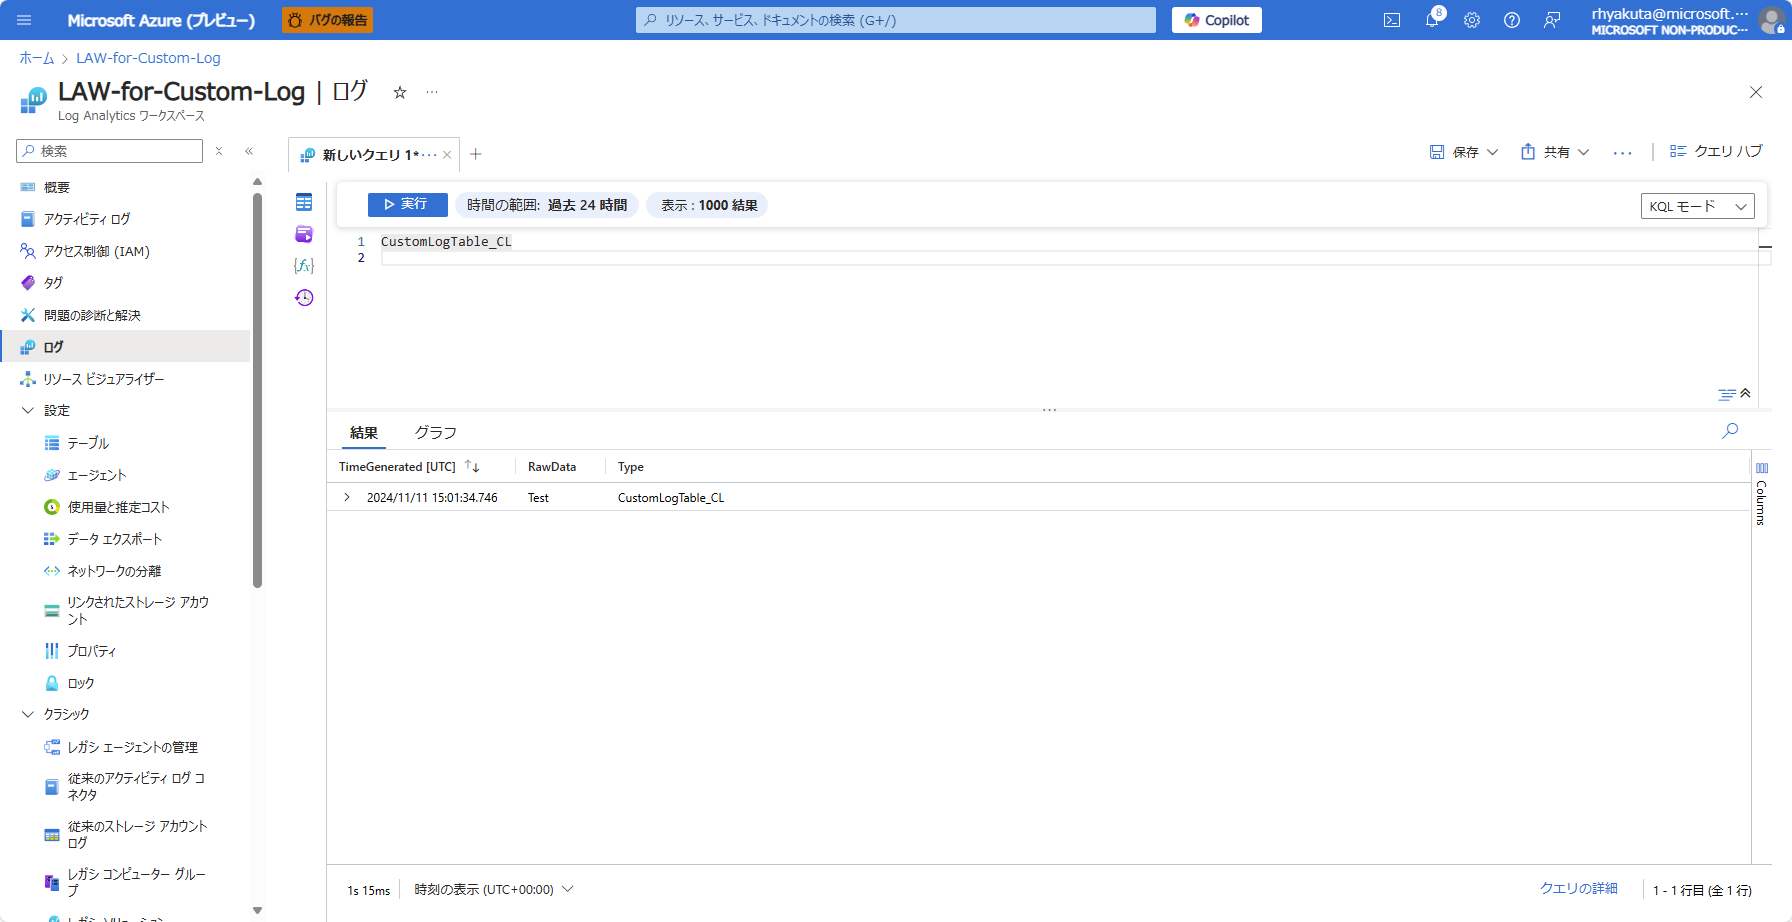 Microsoft Azure (プレビュー)
バグの報告
リソース、サービス、ドキュメントの検索 (G+/)
Copilot
8
rhyakuta@microsoft.···
MICROSOFT NON-PRODUC···
ホーム > LAW-for-Custom-Log
LAW-for-Custom-Log | ログ
Log Analytics ワークスペース
検索
概要
アクティビティ ログ
アクセス制御 (IAM)
タグ
問題の診断と解決
ログ
リソース ビジュアライザー
設定
テーブル
エージェント
使用量と推定コスト
データ エクスポート
ネットワークの分離
リンクされたストレージ アカウ
ント
プロパティ
ロック
クラシック
レガシ エージェントの管理
従来のアクティビティ ログ コ
ネクタ
従来のストレージ アカウント
ログ
レガシ コンピューター グルー
プ
新しいクエリ 1*···
保存
共有
クエリ ハブ
実行
時間の範囲: 過去 24 時間
表示 : 1000 結果
KQL モード
1 CustomLogTable_CL
2
結果
グラフ
TimeGenerated [UTC] RawData Type
2024/11/11 15:01:34.746 Test CustomLogTable_CL
Columns
1s 15ms
時刻の表示 (UTC+00:00)
クエリの詳細
1 - 1 行目 (全 1 行)